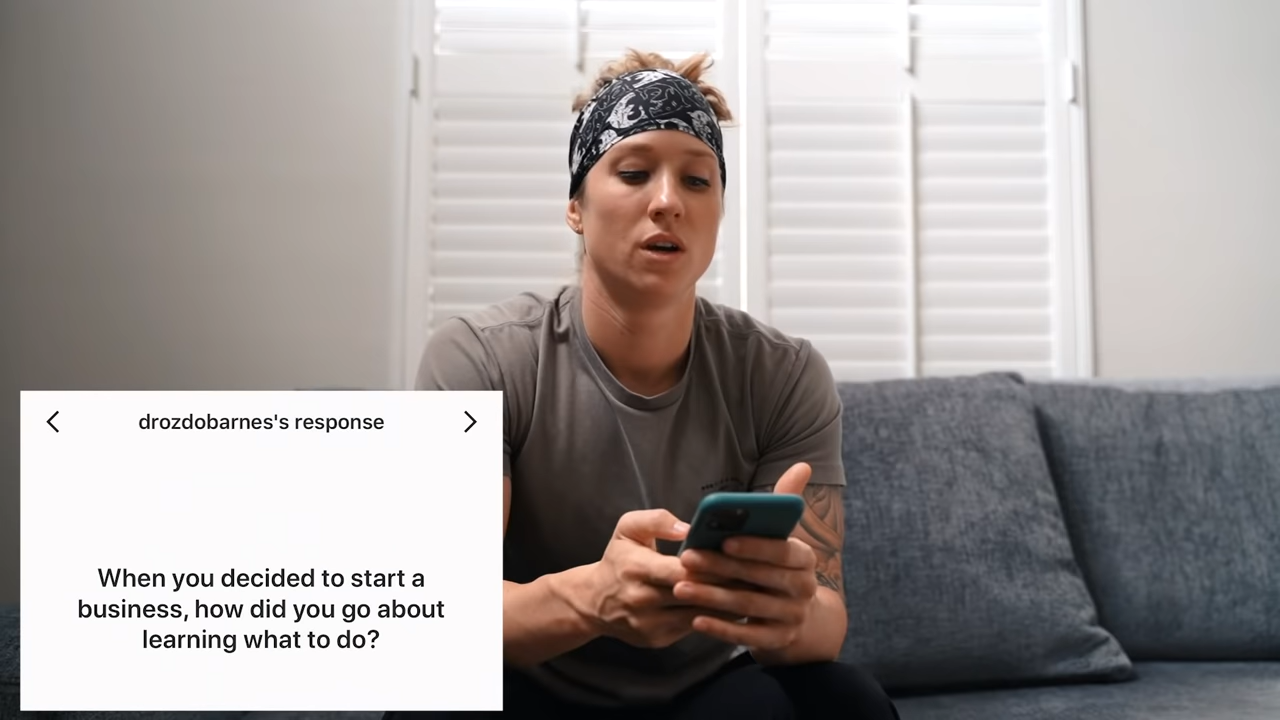 drozdobarnes's response
When you decided to start a
business, how did you go about
learning what to do?